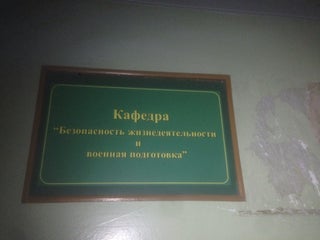 Кафедра
"Безопасность жизнедеятельности
и
военная подготовка"